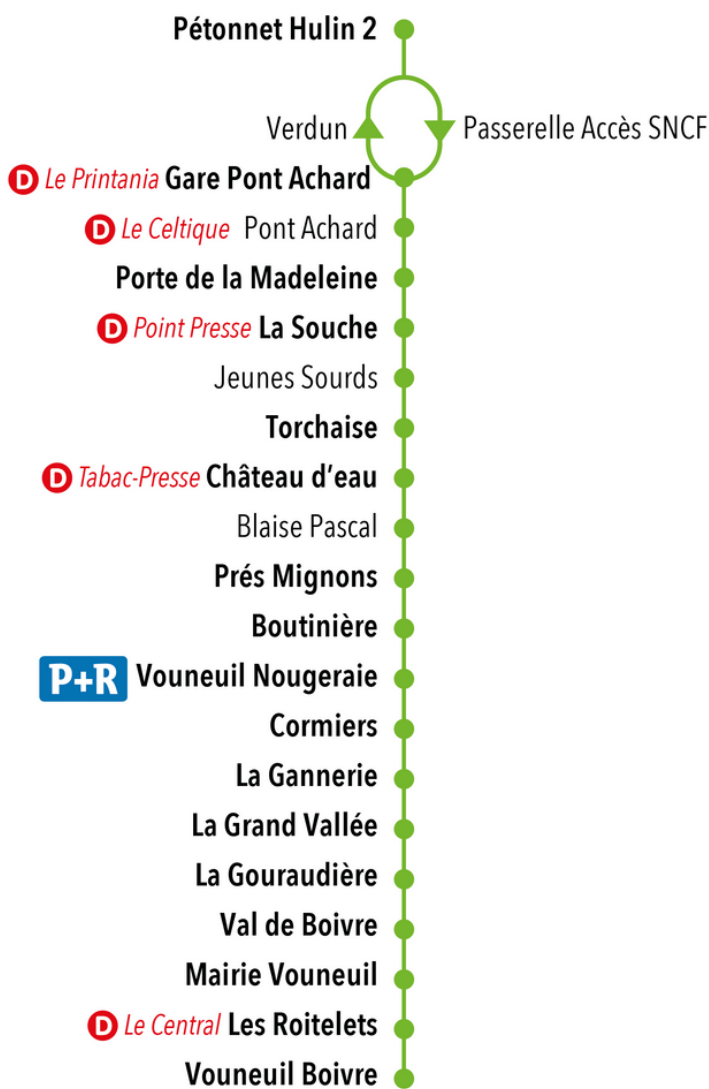 Pétonnet Hulin 2
Verdun Passerelle Accès SNCF
D Le Printania Gare Pont Achard
D Le Celtique Pont Achard
Porte de la Madeleine
D Point Presse La Souche
Jeunes Sourds
Torchaise
D Tabac-Presse Château d'eau
Blaise Pascal
Prés Mignons
Boutinière
P+R Vouneuil Nougeraie
Cormiers
La Gannerie
La Grand Vallée
La Gouraudière
Val de Boivre
Mairie Vouneuil
D Le Central Les Roitelets
Vouneuil Boivre